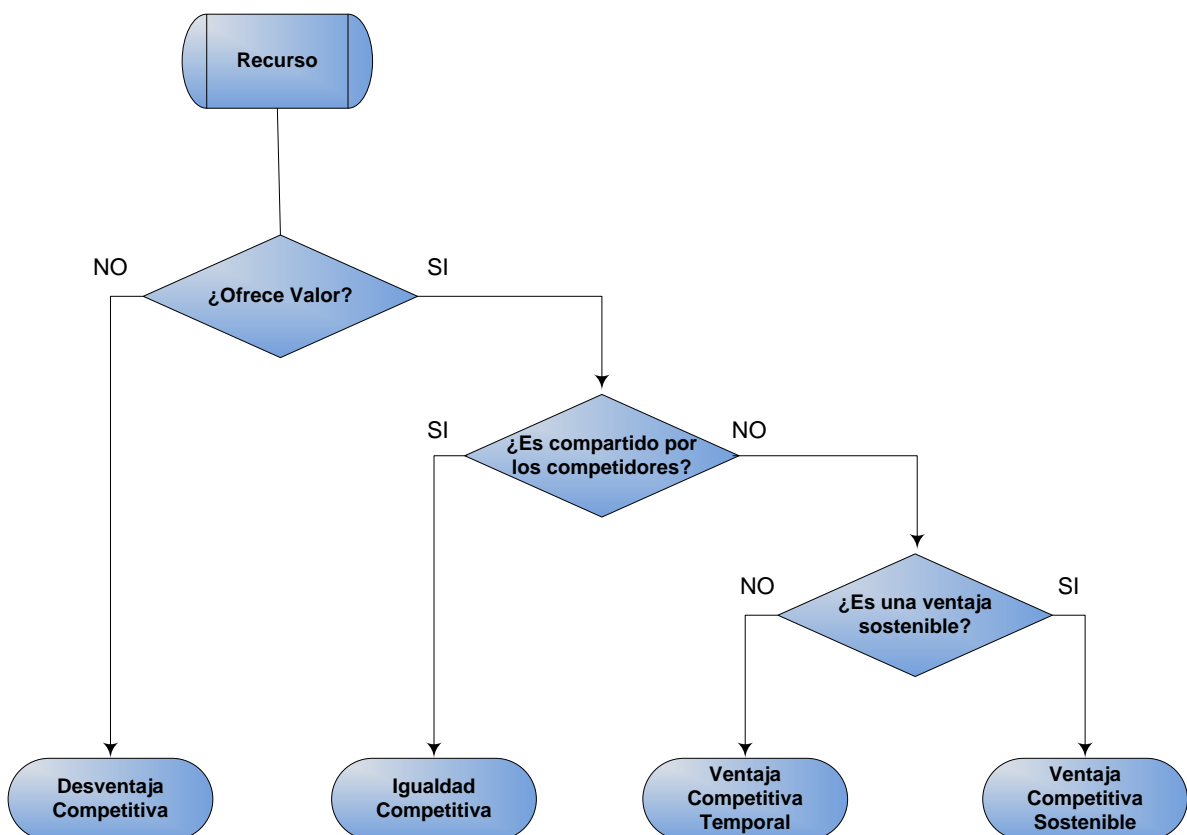 Recurso
NO
SI
¿Ofrece Valor?
SI
NO
¿Es compartido por
los competidores?
NO
SI
¿Es una ventaja
sostenible?
Desventaja
Competitiva
Igualdad
Competitiva
Ventaja
Competitiva
Temporal
Ventaja
Competitiva
Sostenible